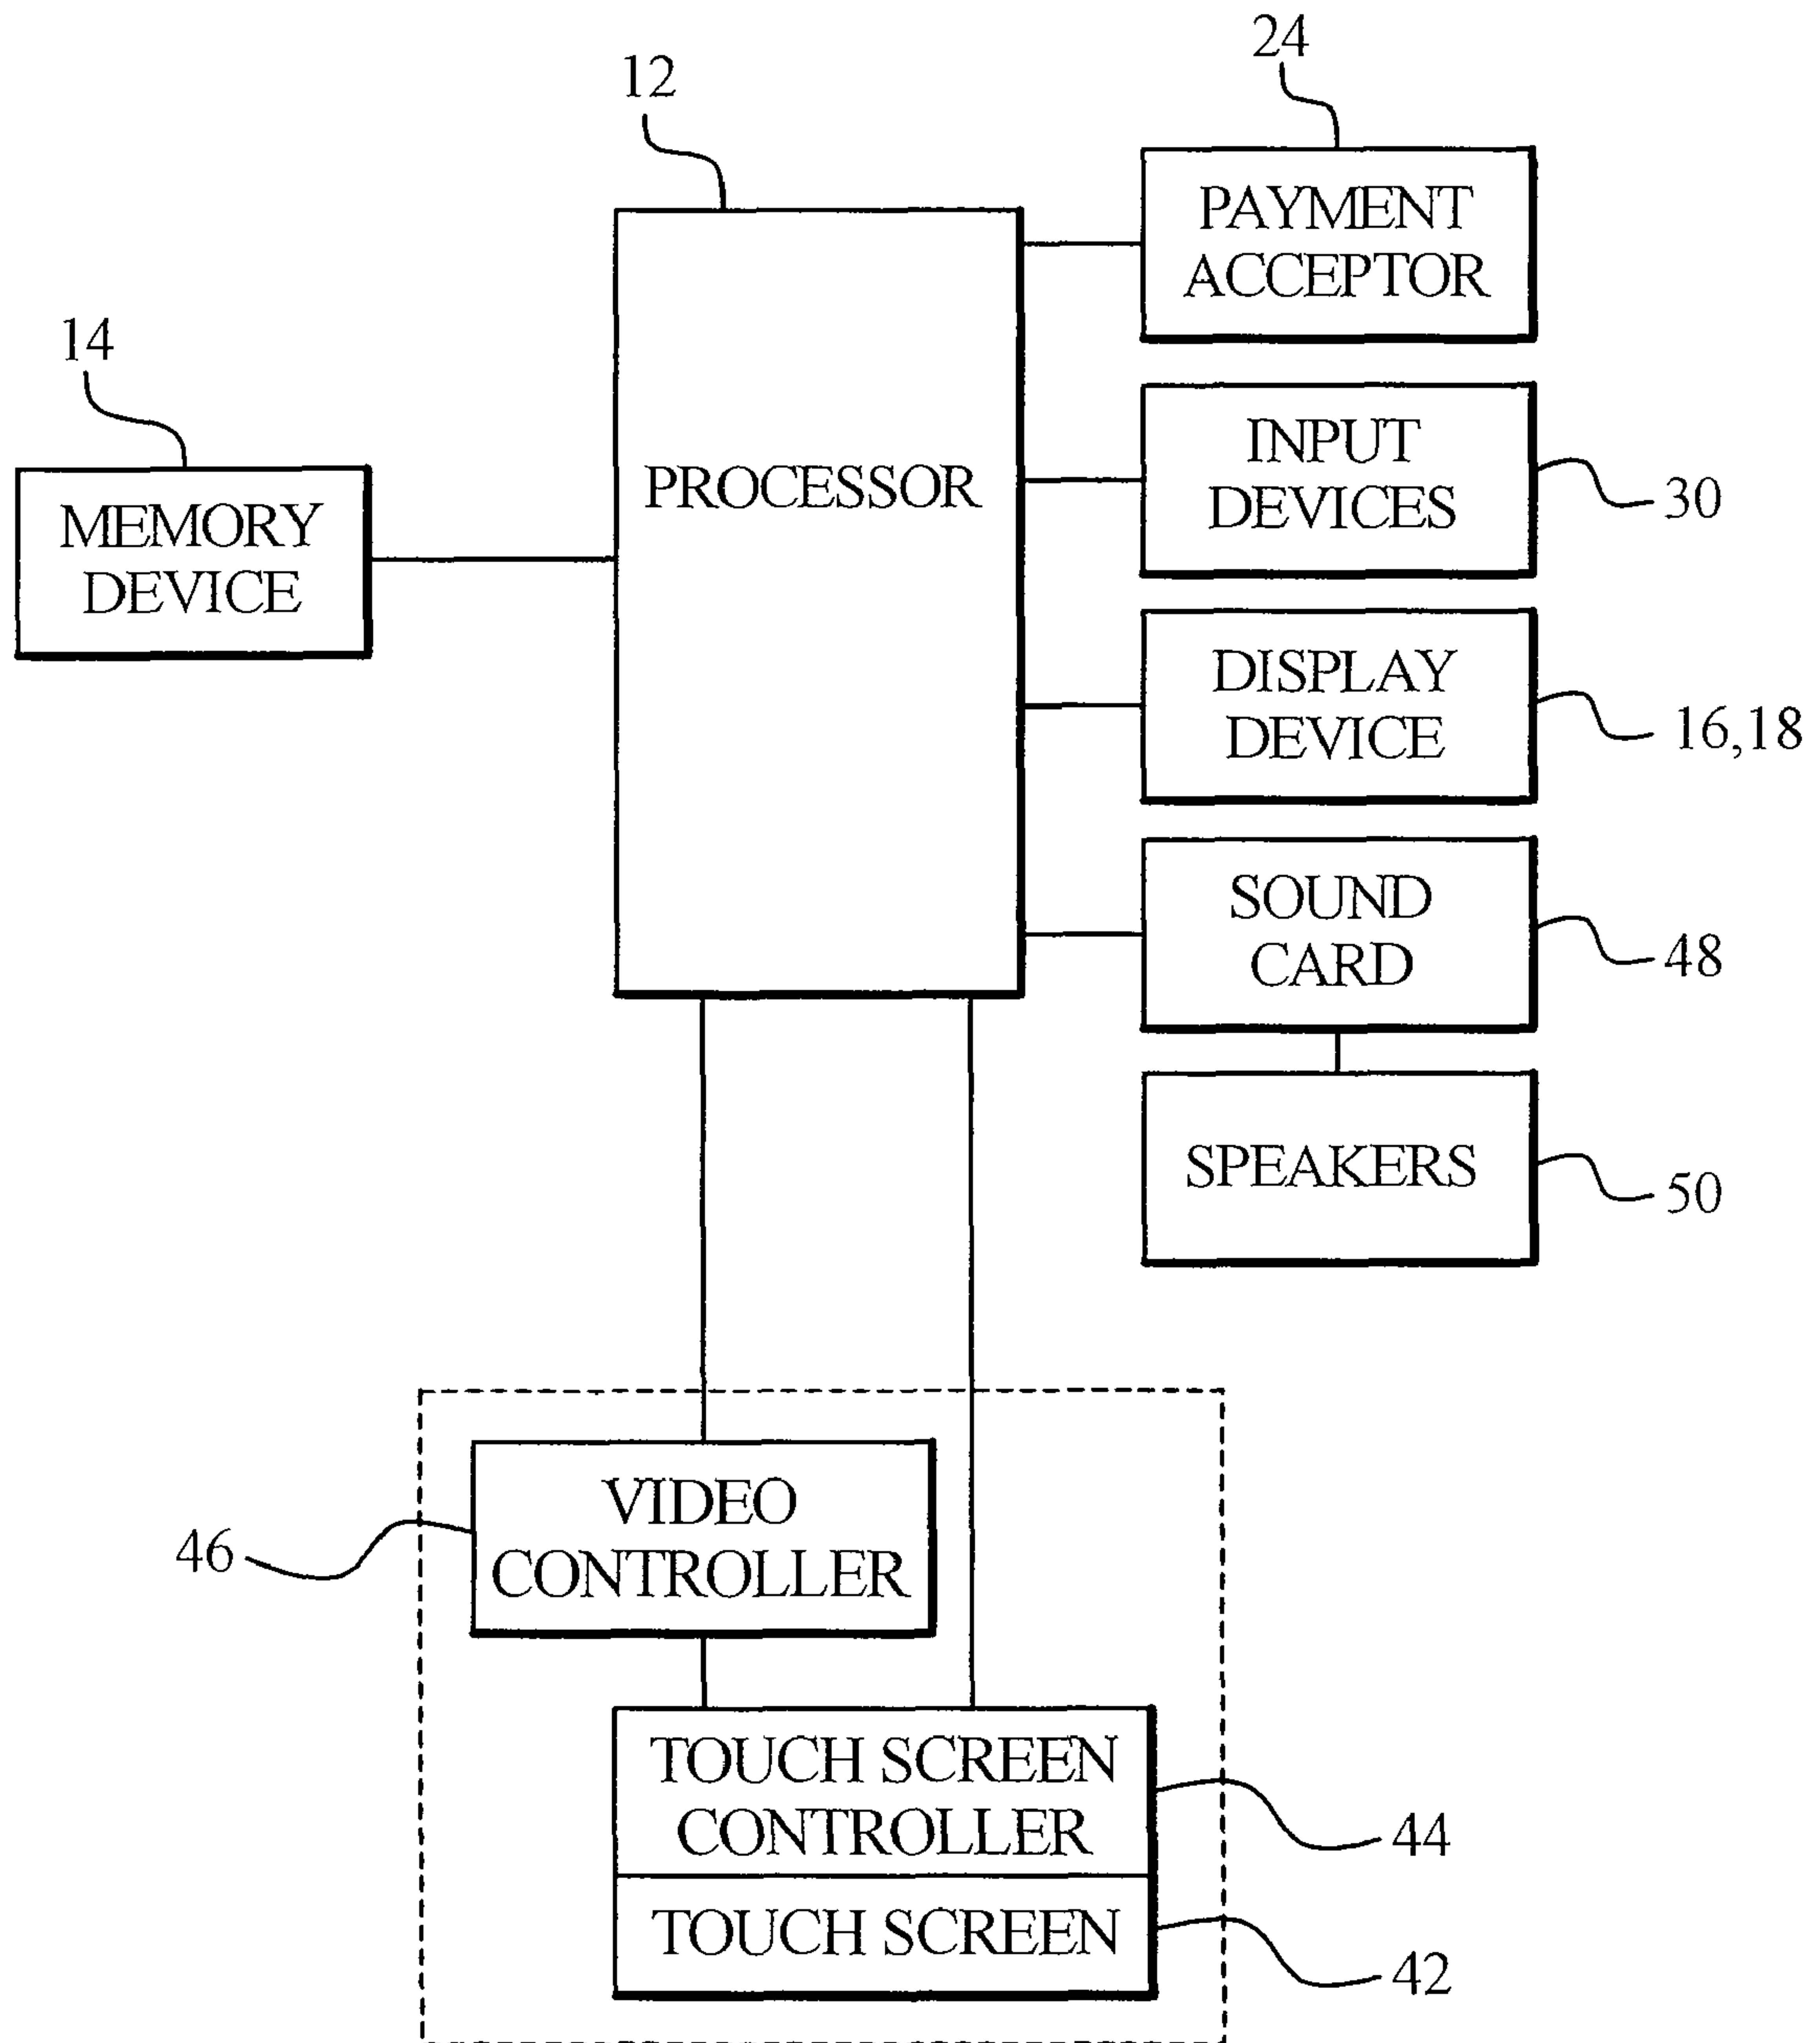 24
12
PAYMENT
ACCEPTOR
14
INPUT
DEVICES
30
PROCESSOR
MEMORY
DEVICE
DISPLAY
DEVICE
16,18
SOUND
CARD
48
SPEAKERS
50
VIDEO
CONTROLLER
46
TOUCH SCREEN
CONTROLLER
44
TOUCH SCREEN
42